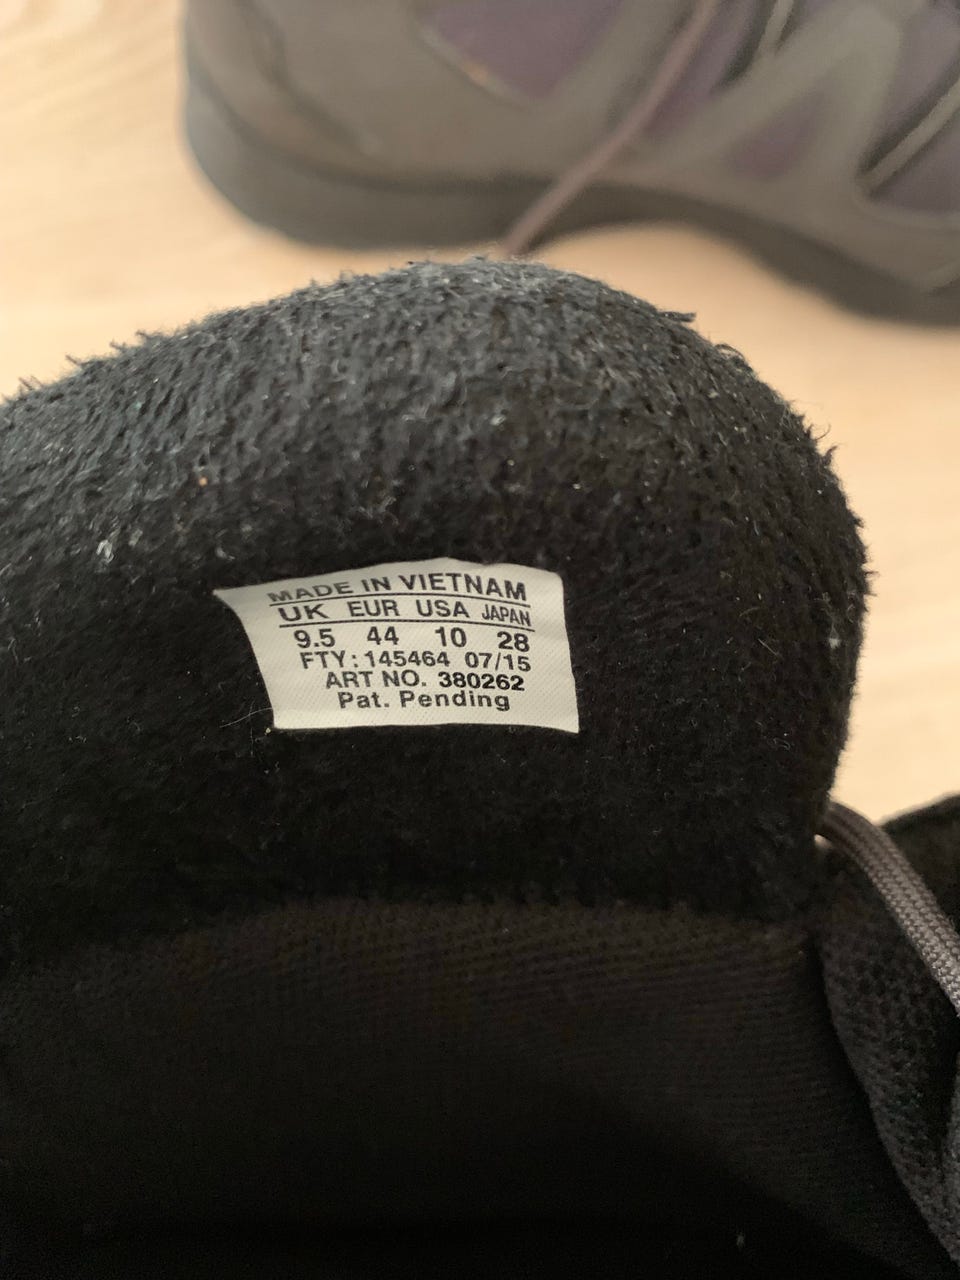 MADE IN VIETNAM
UK EUR USA JAPAN
9.5 44 10 28
FTY: 145464 07/15
ART NO. 380262
Pat. Pending